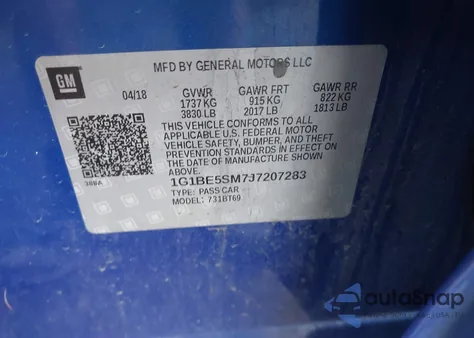 MFD BY GENERAL MOTORS LLC
GM
04/18 GVWR GAWR FRT GAWR RR
1737 KG 915 KG 822 KG
3830 LB 2017 LB 1813 LB
THIS VEHICLE CONFORMS TO ALL
APPLICABLE U.S. FEDERAL MOTOR
VEHICLE SAFETY, BUMPER, AND THEFT
PREVENTION STANDARDS IN EFFECT ON
THE DATE OF MANUFACTURE SHOWN
ABOVE.
1G1BE5SM7J7207283
TYPE: PASS CAR
MODEL: 731BT69
autoSnap